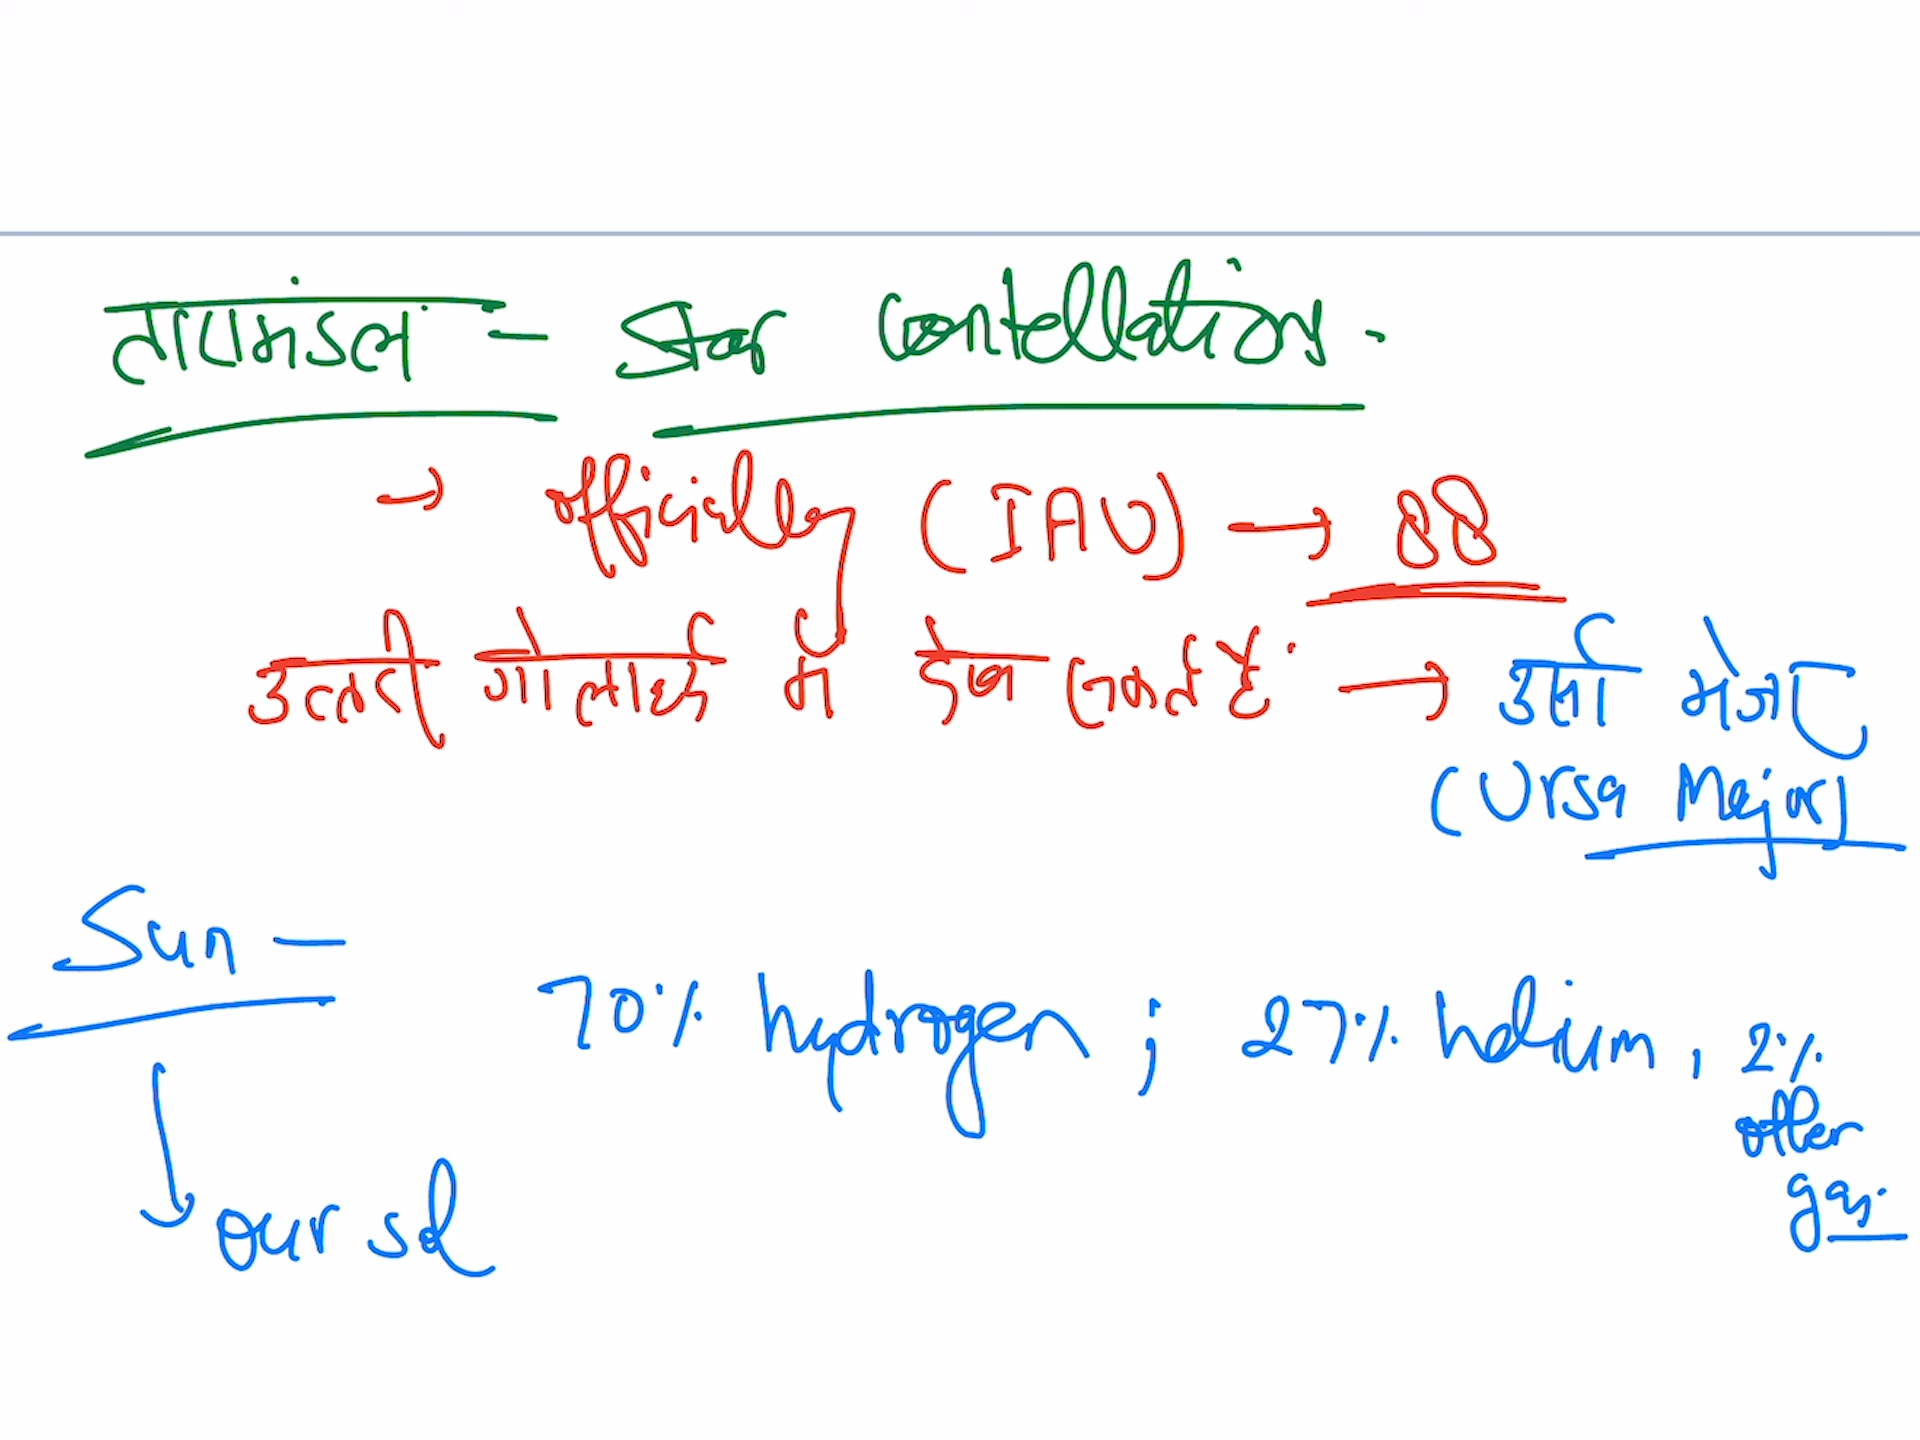 तारामंडल - Star Contellations.
→ officially (IAU) → 88
उत्तरी गोलार्ध में देख सकते हैं → उर्सा मेजर
(Ursa Major)
Sun -
70% hydrogen ; 27% helium, 2%
other
gas.
our sol